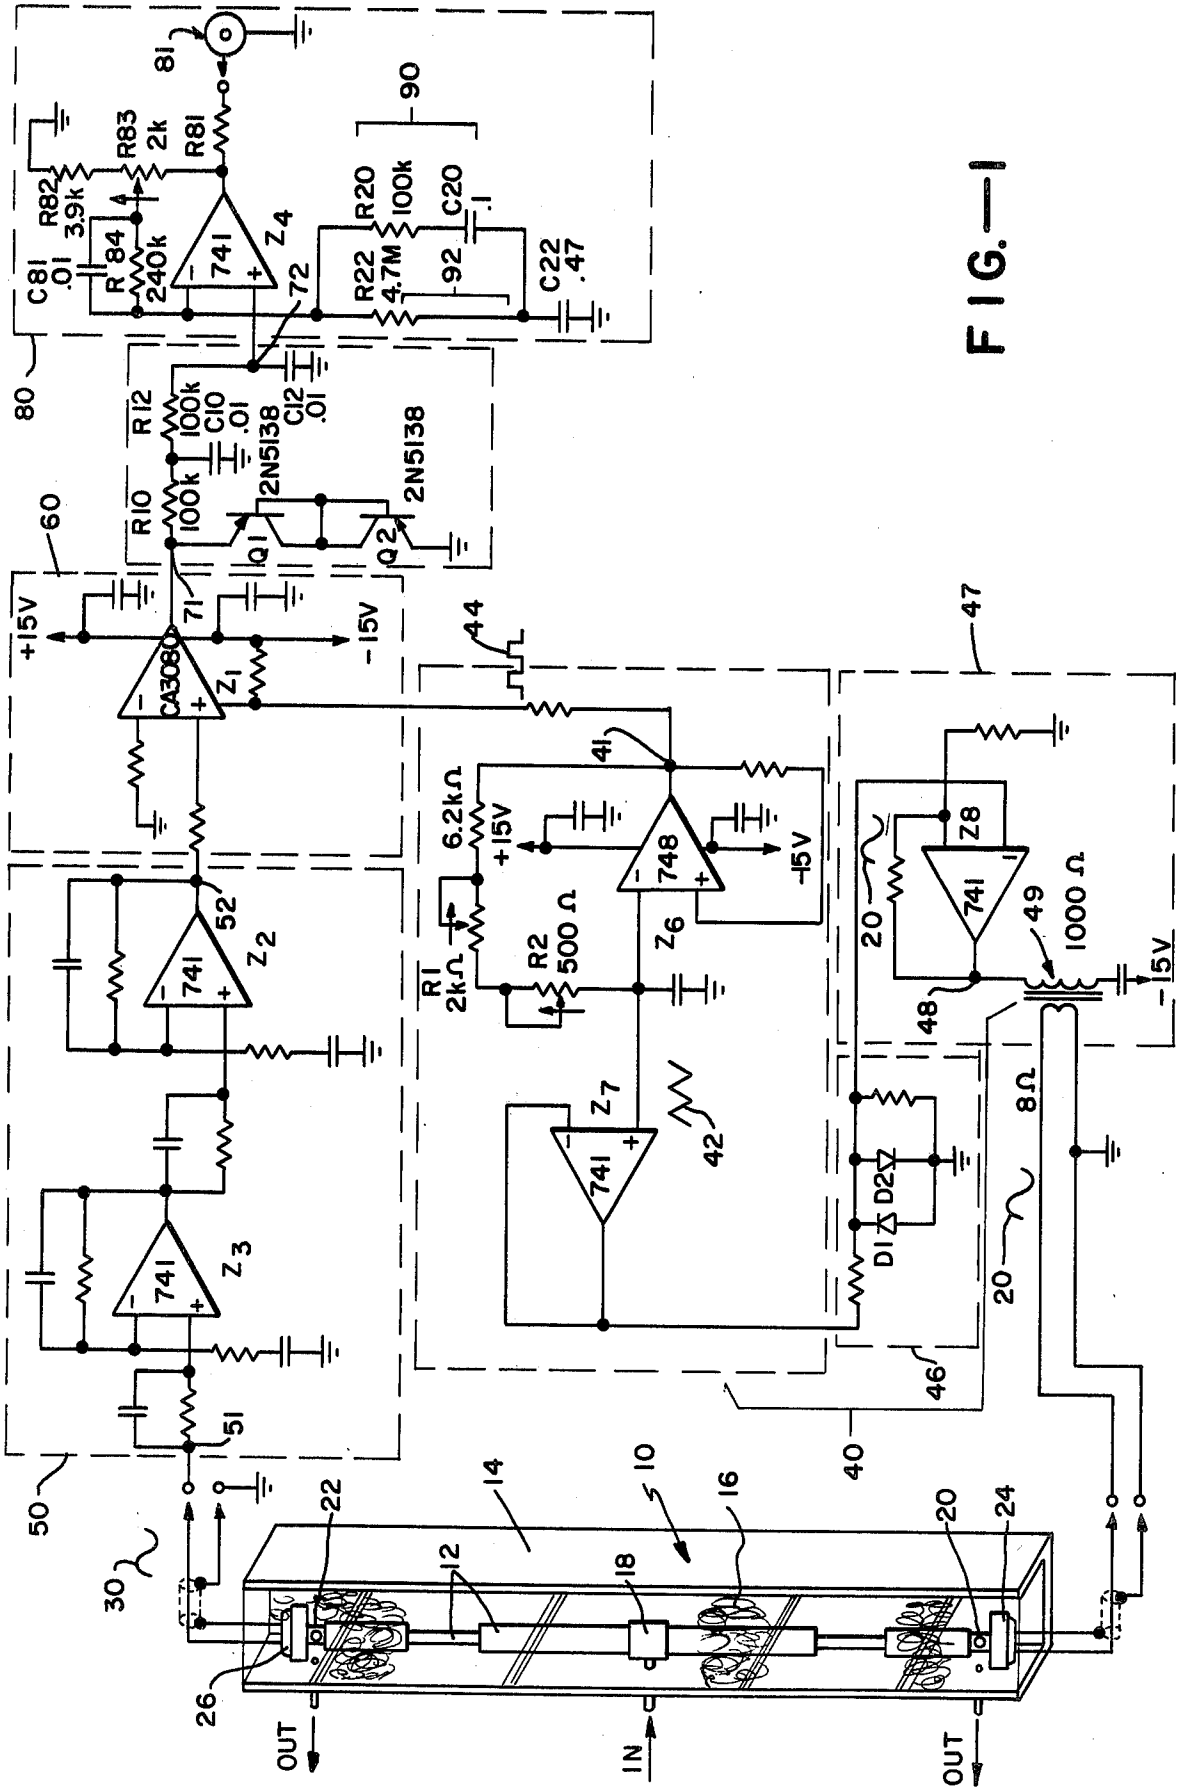 FIG.—1
80
C81
.01
R82
3.9k
R83
2k
R84
240k
741
Z4
R81
81
72
R22
4.7M
R20
100k
C20
.1
90
92
C22
.47
R12
100k
C10
.01
R10
100k
C12
.01
2N5138
2N5138
Q1
Q2
71
60
+15V
-15V
CA3080
Z1
44
50
51
741
Z3
741
Z2
52
30
R1
2kΩ
6.2kΩ
R2
500 Ω
+15V
-15V
748
Z6
41
741
Z7
42
40
D1
D2
46
20
741
Z8
47
48
49
1000 Ω
-15V
8Ω
20
10
12
14
16
18
20
22
24
26
OUT
IN
OUT